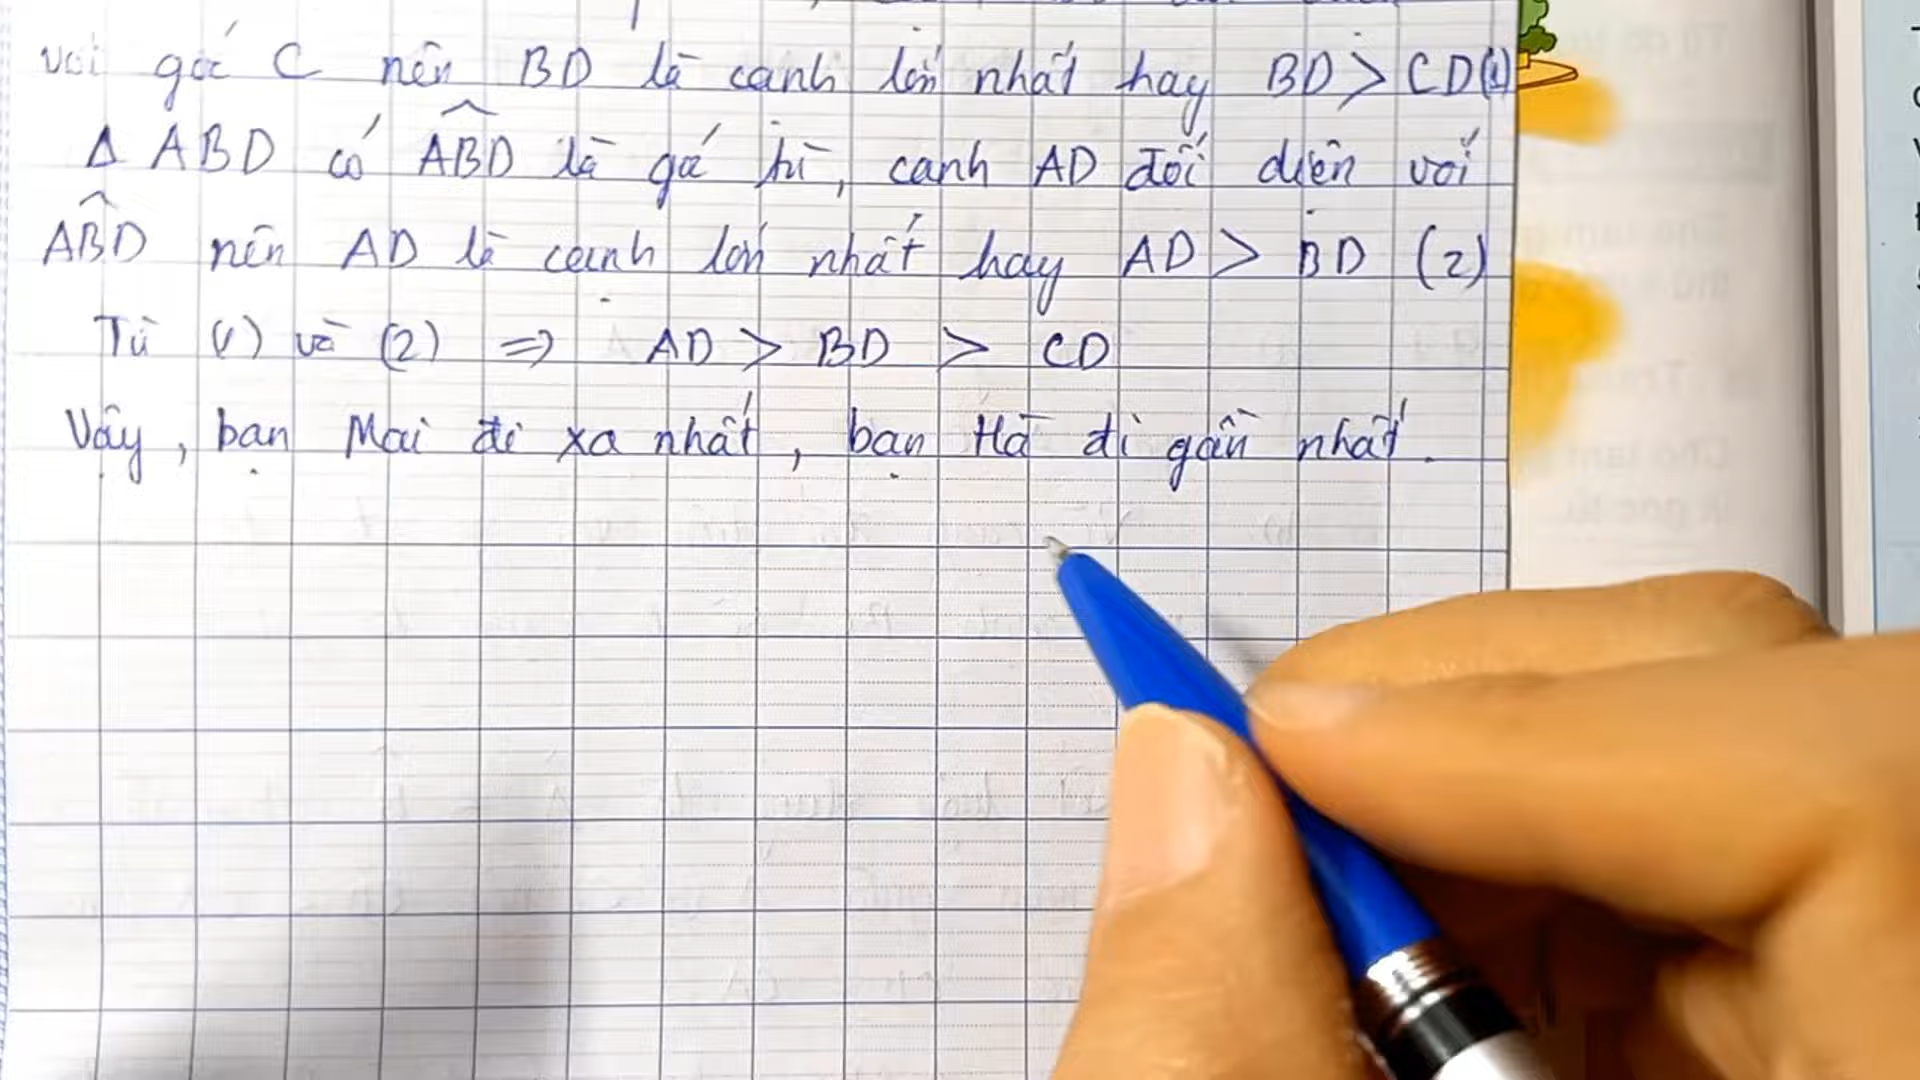 với góc C nên BD là cạnh lớn nhất hay BD > CD (1)
Δ ABD có ABD là góc tù, cạnh AD đối diện với
ABD nên AD là cạnh lớn nhất hay AD > BD (2)
Từ (1) và (2) => AD > BD > CD
Vậy, bạn Mai đi xa nhất, bạn Hà đi gần nhất.